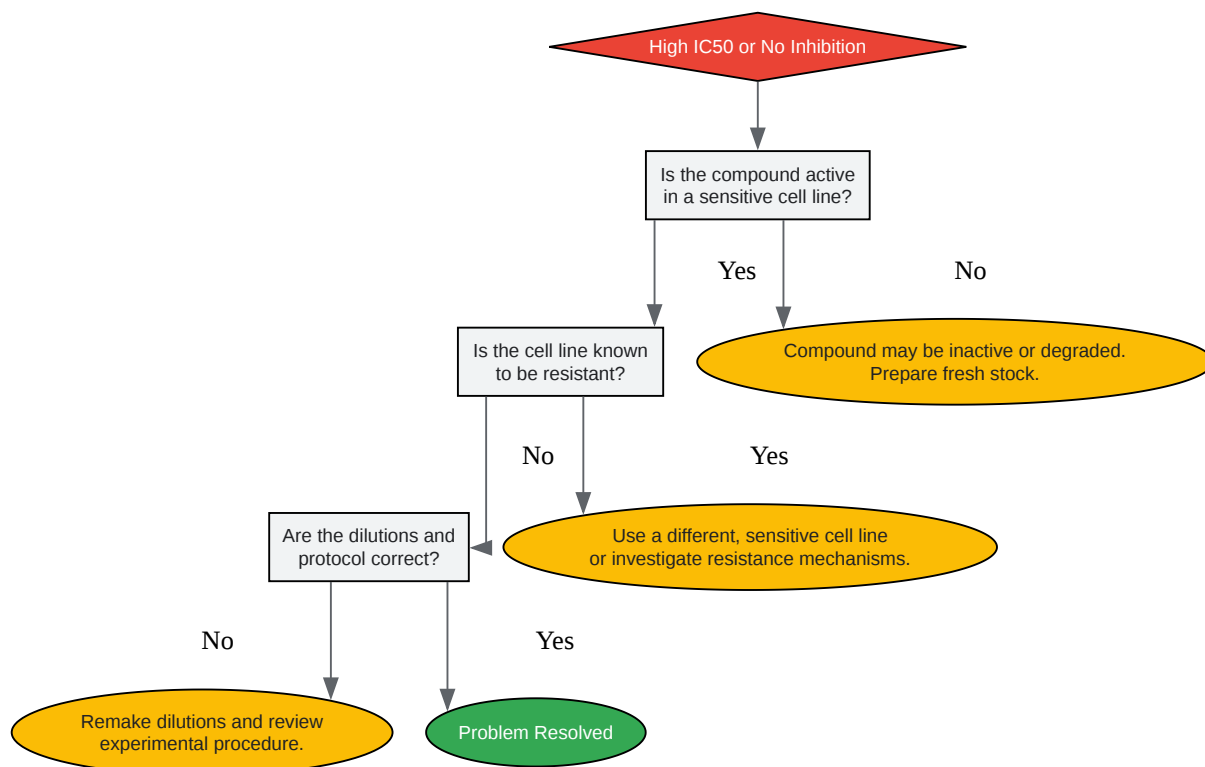 High IC50 or No Inhibition
Is the compound active
in a sensitive cell line?
Yes
No
Is the cell line known
to be resistant?
Compound may be inactive or degraded.
Prepare fresh stock.
No
Yes
Are the dilutions and
protocol correct?
Use a different, sensitive cell line
or investigate resistance mechanisms.
No
Yes
Remake dilutions and review
experimental procedure.
Problem Resolved